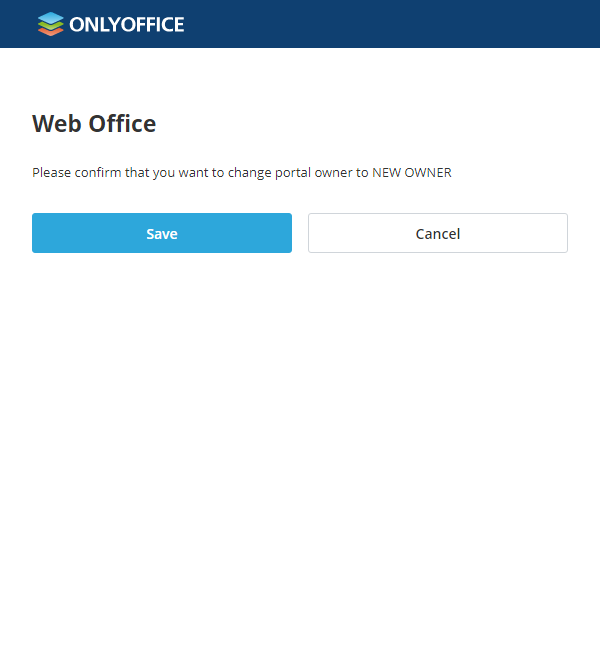 ONLYOFFICE
Web Office
Please confirm that you want to change portal owner to NEW OWNER
Save
Cancel